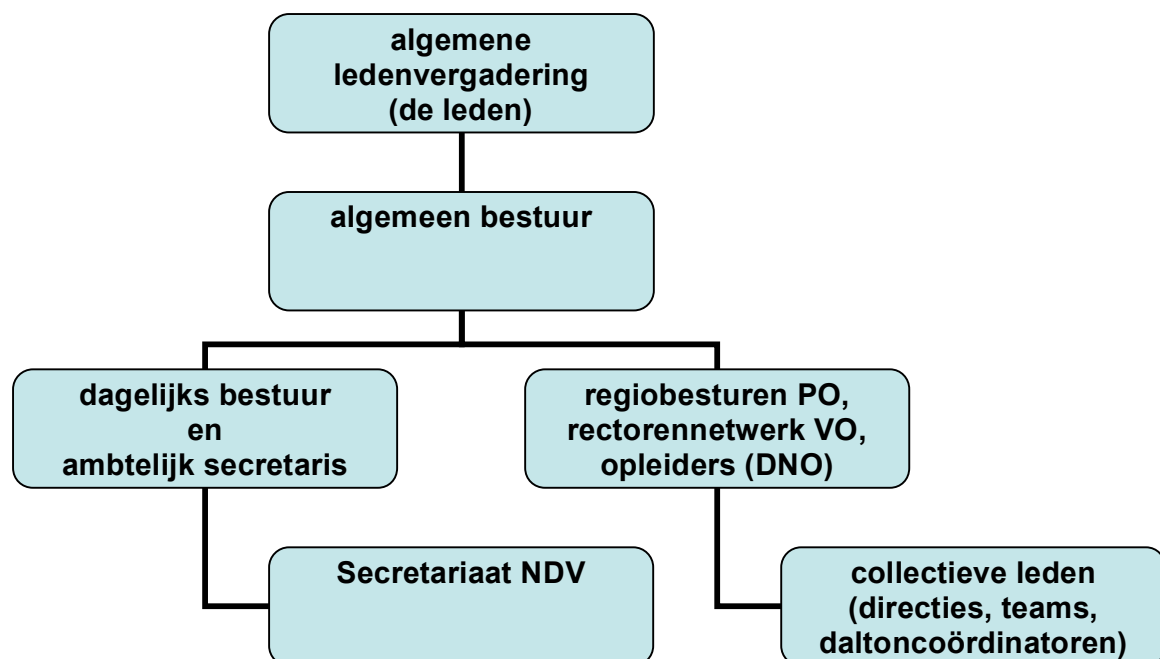 algemene
ledenvergadering
(de leden)
algemeen bestuur
dagelijks bestuur
en
ambtelijk secretaris
regiobesturen PO,
rectorennetwerk VO,
opleiders (DNO)
Secretariaat NDV
collectieve leden
(directies, teams,
daltoncoördinatoren)